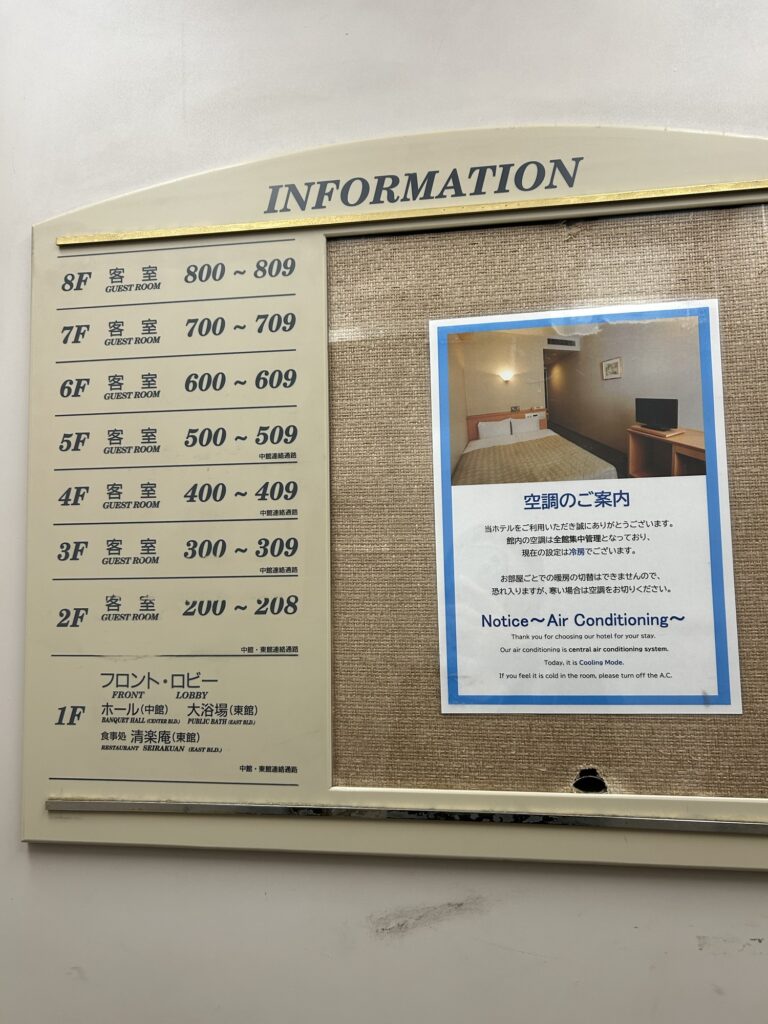 INFORMATION
8F 客室 800～809
GUEST ROOM
7F 客室 700～709
GUEST ROOM
6F 客室 600～609
GUEST ROOM
5F 客室 500～509
GUEST ROOM
中館連絡通路
4F 客室 400～409
GUEST ROOM
中館連絡通路
3F 客室 300～309
GUEST ROOM
中館連絡通路
2F 客室 200～208
GUEST ROOM
中館・東館連絡通路
1F
フロント・ロビー
FRONT LOBBY
ホール(中館) 大浴場(東館)
BANQUET HALL (CENTER BLD.) PUBLIC BATH (EAST BLD.)
食事処 清楽庵(東館)
RESTAURANT SEIRAKUAN (EAST BLD.)
中館・東館連絡通路
空調のご案内
当ホテルをご利用いただき誠にありがとうございます。
館内の空調は全館集中管理となっており、
現在の設定は冷房でございます。
お部屋ごとでの暖房の切替はできませんので、
恐れ入りますが、寒い場合は空調をお切りください。
Notice～Air Conditioning～
Thank you for choosing our hotel for your stay.
Our air conditioning is central air conditioning system.
Today, it is Cooling Mode.
If you feel it is cold in the room, please turn off the A.C.